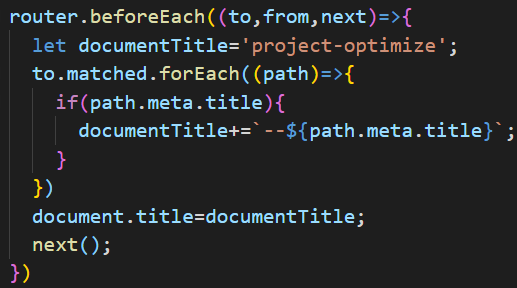 router.beforeEach((to,from,next)=>{
  let documentTitle='project-optimize';
  to.matched.forEach((path)=>{
    if(path.meta.title){
      documentTitle+=`--${path.meta.title}`;
    }
  })
  document.title=documentTitle;
  next();
})